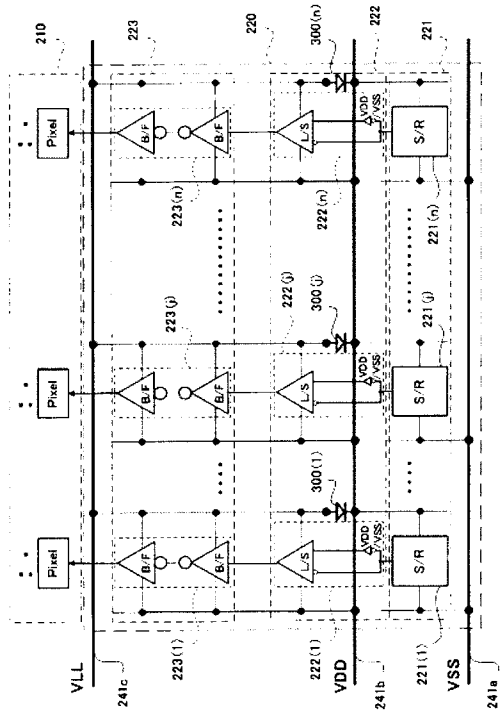 210
223
220
300(n)
222
221
Pixel
B/F
B/F
L/S
VDD
/VSS
S/R
223(n)
222(n)
221(n)
223(j)
222(j)
300(j)
221(j)
Pixel
B/F
B/F
L/S
VDD
/VSS
S/R
300(1)
Pixel
B/F
B/F
L/S
VDD
/VSS
S/R
223(1)
222(1)
221(1)
VLL
241c
VDD
241b
VSS
241a